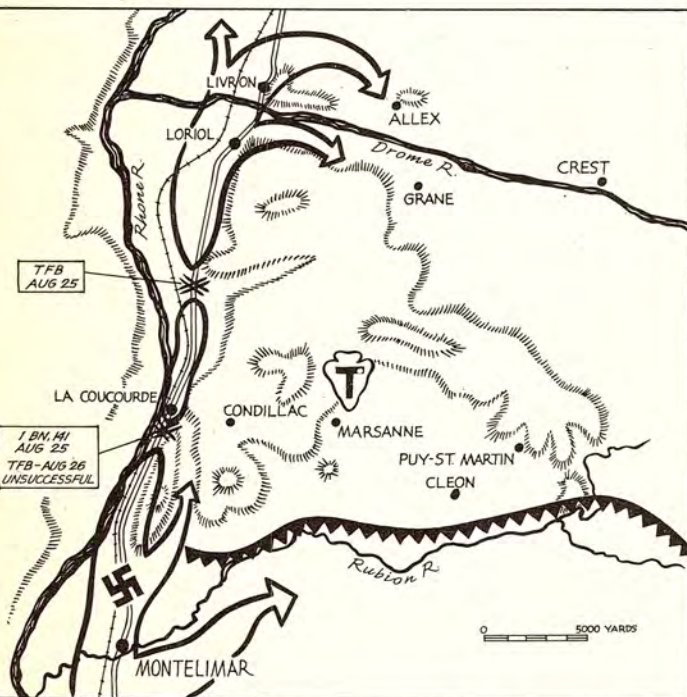 LIVRON
ALLEX
LORIOL
Drome R.
CREST
GRANE
Rhone R.
TFB
AUG 25
LA COUCOURDE
CONDILLAC
T
MARSANNE
1 BN. 141
AUG 25
TFB-AUG 26
UNSUCCESSFUL
PUY-ST. MARTIN
CLEON
Rubion R.
0 5000 YARDS
MONTELIMAR